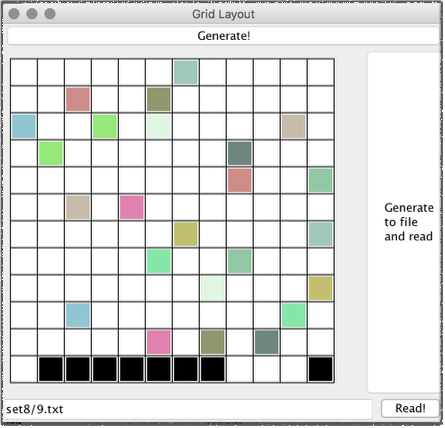 Grid Layout
Generate!
Generate
to file
and read
set8/9.txt
Read!